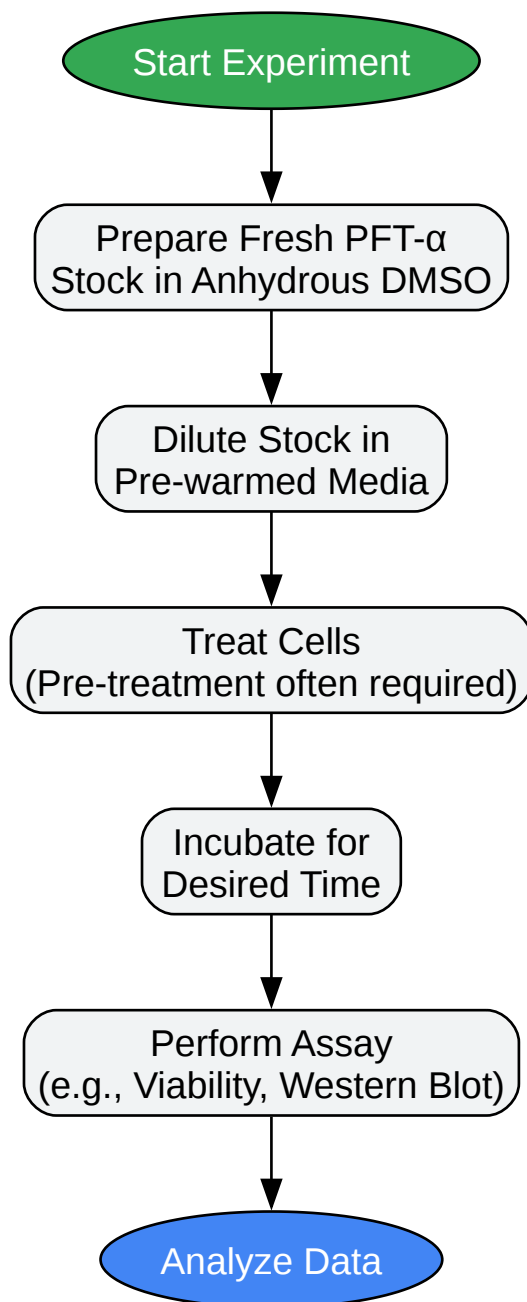 Start Experiment
Prepare Fresh PFT-α
Stock in Anhydrous DMSO
Dilute Stock in
Pre-warmed Media
Treat Cells
(Pre-treatment often required)
Incubate for
Desired Time
Perform Assay
(e.g., Viability, Western Blot)
Analyze Data